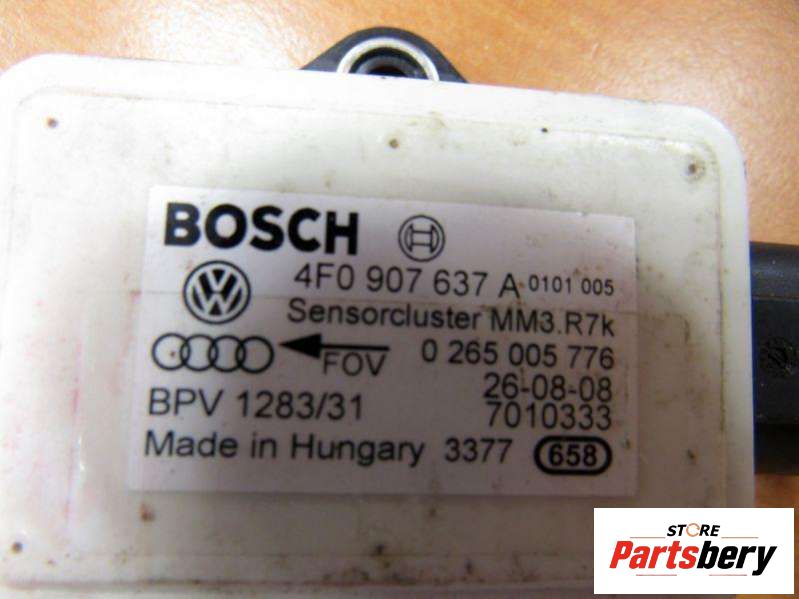 BOSCH
4F0 907 637 A 0101 005
Sensorcluster MM3.R7k
FOV 0 265 005 776
26-08-08
BPV 1283/31 7010333
Made in Hungary 3377 658
STORE
Partsbery